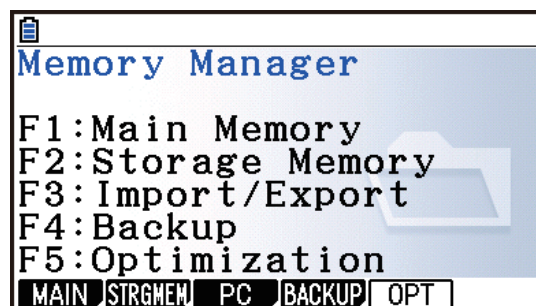 Memory Manager
F1:Main Memory
F2:Storage Memory
F3:Import/Export
F4:Backup
F5:Optimization
MAIN STRGMEM PC BACKUP OPT